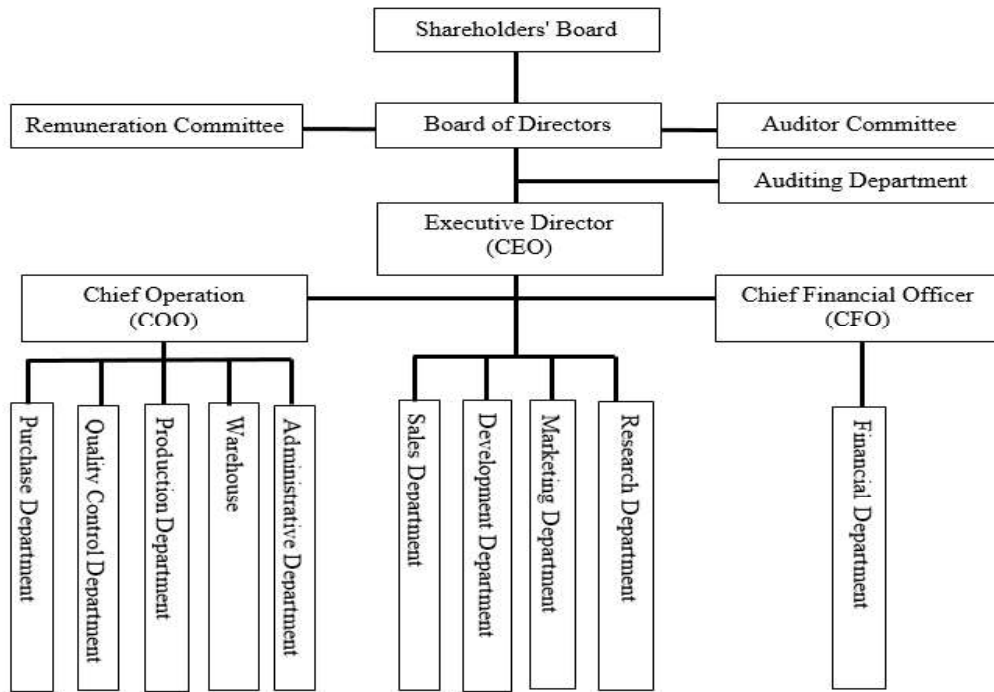 Shareholders' Board
Remuneration Committee
Board of Directors
Auditor Committee
Auditing Department
Executive Director
(CEO)
Chief Operation
(COO)
Chief Financial Officer
(CFO)
Purchase Department
Quality Control Department
Production Department
Warehouse
Administrative Department
Sales Department
Development Department
Marketing Department
Research Department
Financial Department